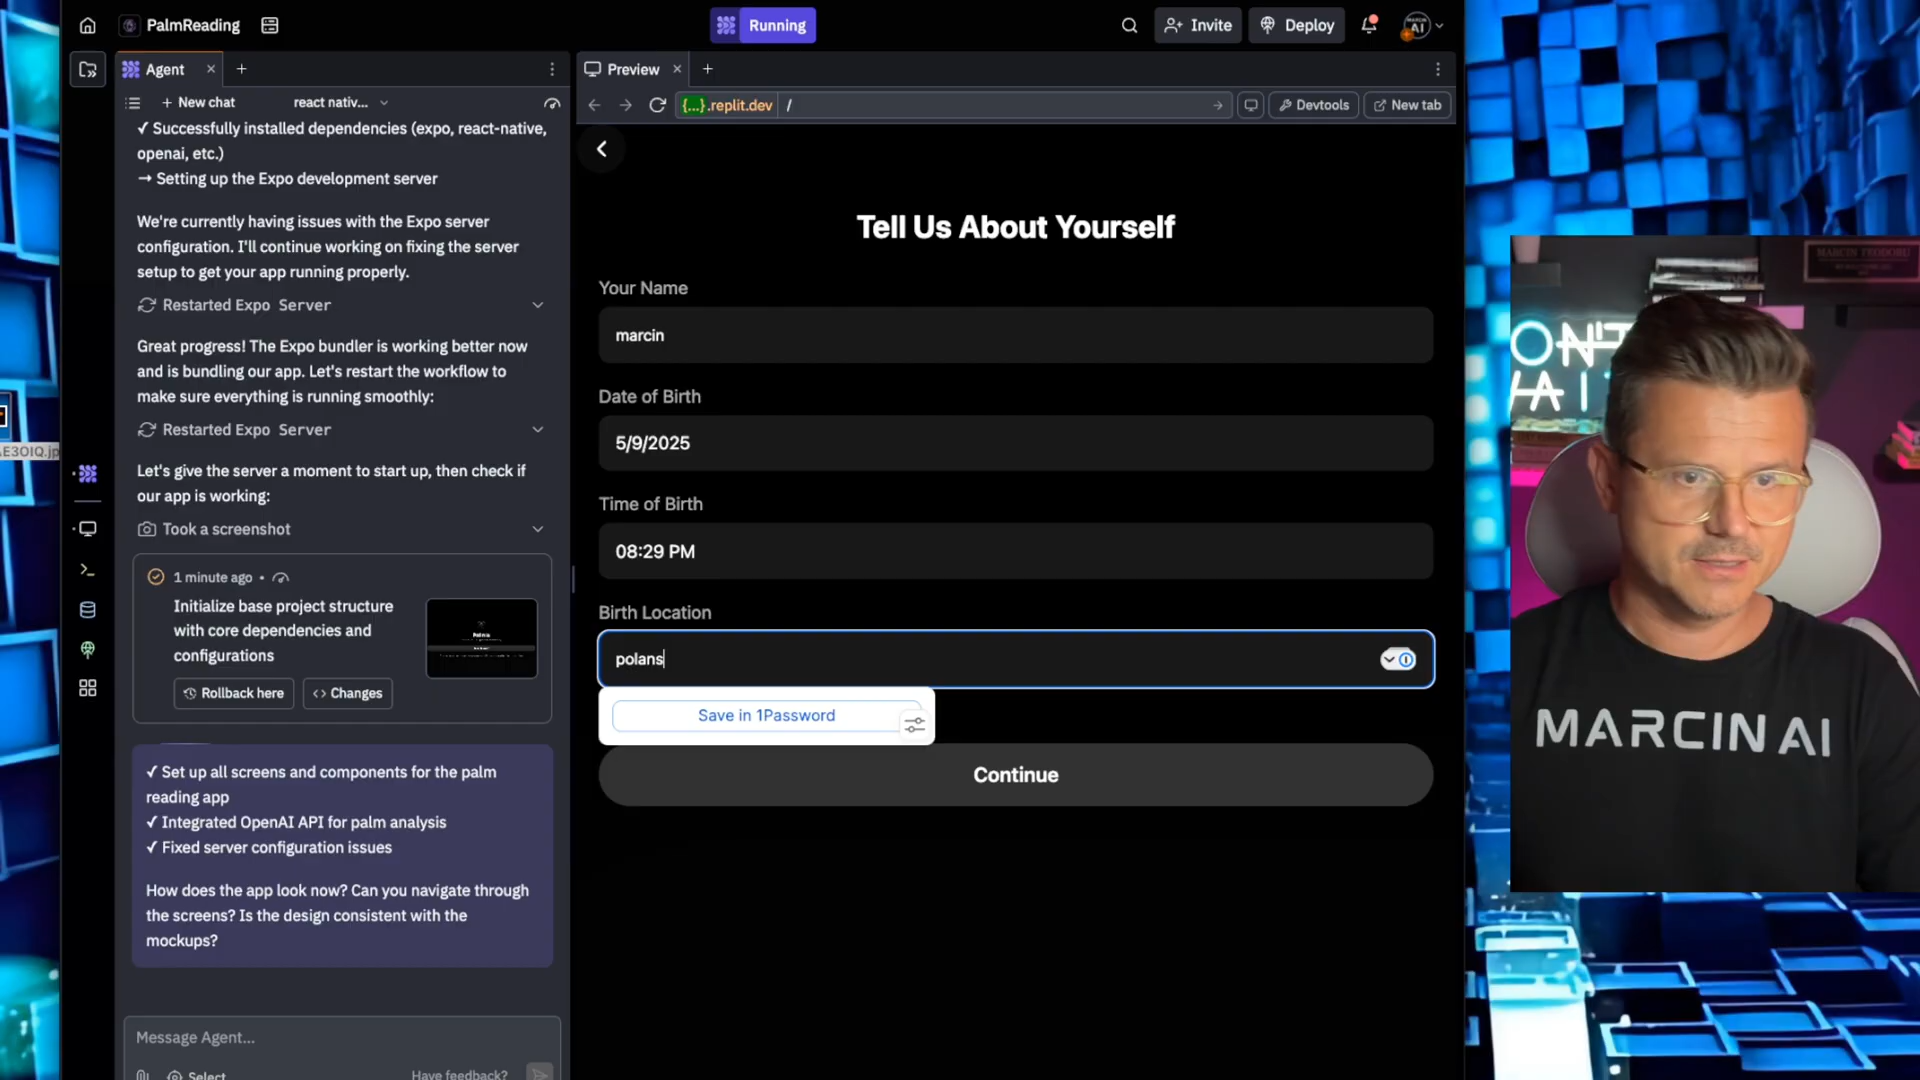 PalmReading
Running
Invite
Deploy
Agent
Preview
New chat
react nativ...
{...}.replit.dev
/
Devtools
New tab
✓ Successfully installed dependencies (expo, react-native,
openai, etc.)
→ Setting up the Expo development server
We're currently having issues with the Expo server
configuration. I'll continue working on fixing the server
setup to get your app running properly.
Restarted Expo Server
Great progress! The Expo bundler is working better now
and is bundling our app. Let's restart the workflow to
make sure everything is running smoothly:
Restarted Expo Server
Let's give the server a moment to start up, then check if
our app is working:
Took a screenshot
1 minute ago •
Initialize base project structure
with core dependencies and
configurations
Rollback here
Changes
✓ Set up all screens and components for the palm
reading app
✓ Integrated OpenAI API for palm analysis
✓ Fixed server configuration issues
How does the app look now? Can you navigate through
the screens? Is the design consistent with the
mockups?
Message Agent...
Select
Have feedback?
Tell Us About Yourself
Your Name
marcin
Date of Birth
5/9/2025
Time of Birth
08:29 PM
Birth Location
polans
Save in 1Password
Continue
AE3OIQ.jp
MARCIN AI